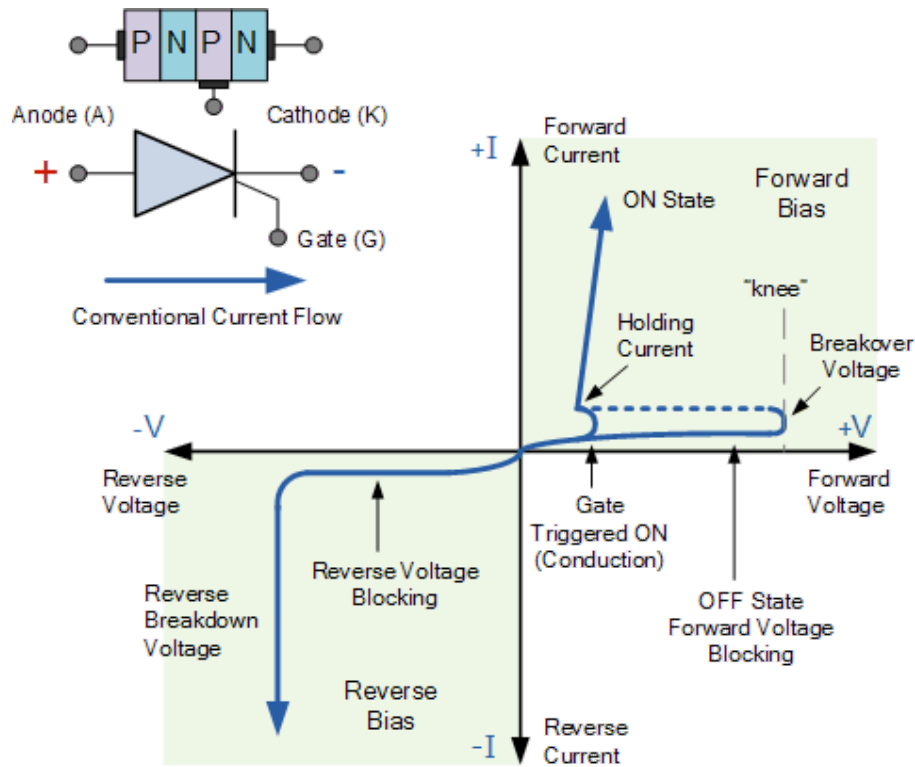 P N P N
Anode (A)
Cathode (K)
+
-
Gate (G)
Conventional Current Flow
+I
Forward
Current
ON State
Forward
Bias
"knee"
Holding
Current
Breakover
Voltage
-V
+V
Reverse
Voltage
Forward
Voltage
Gate
Triggered ON
(Conduction)
Reverse Voltage
Blocking
Reverse
Breakdown
Voltage
OFF State
Forward Voltage
Blocking
Reverse
Bias
-I
Reverse
Current